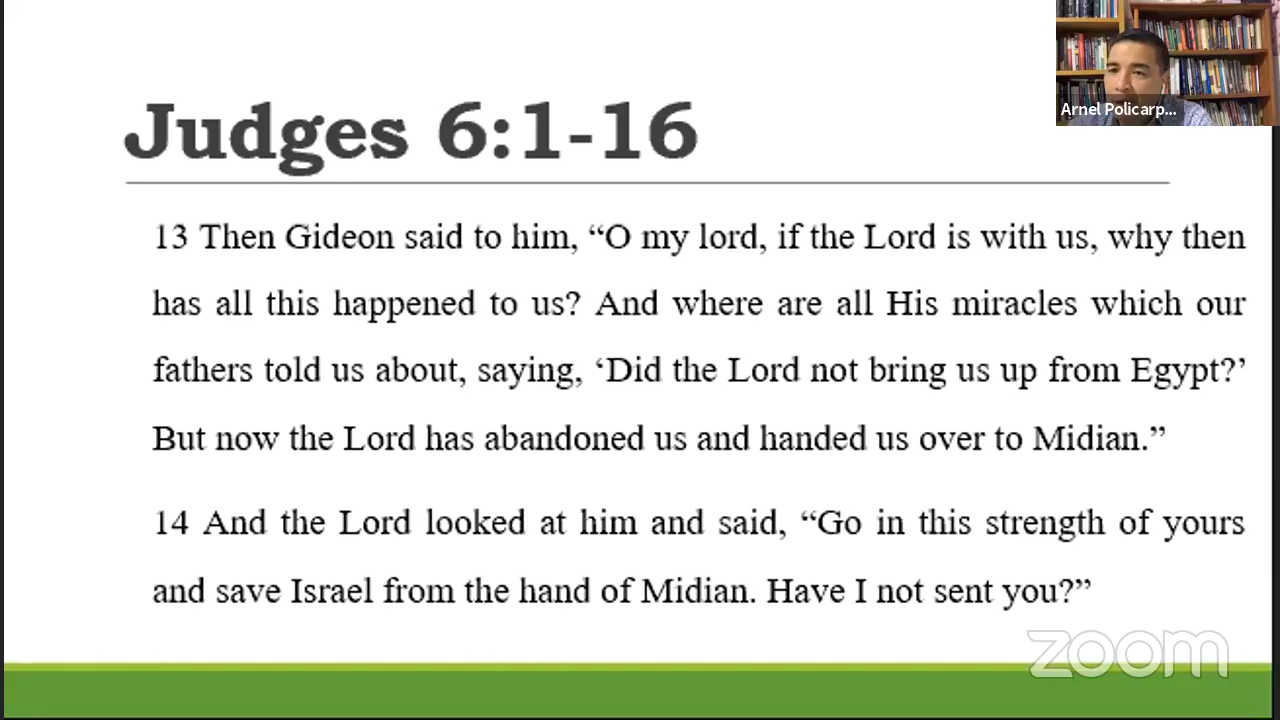 Judges 6:1-16
Arnel Policarp...
13 Then Gideon said to him, “O my lord, if the Lord is with us, why then
has all this happened to us? And where are all His miracles which our
fathers told us about, saying, ‘Did the Lord not bring us up from Egypt?’
But now the Lord has abandoned us and handed us over to Midian.”
14 And the Lord looked at him and said, “Go in this strength of yours
and save Israel from the hand of Midian. Have I not sent you?”
zoom